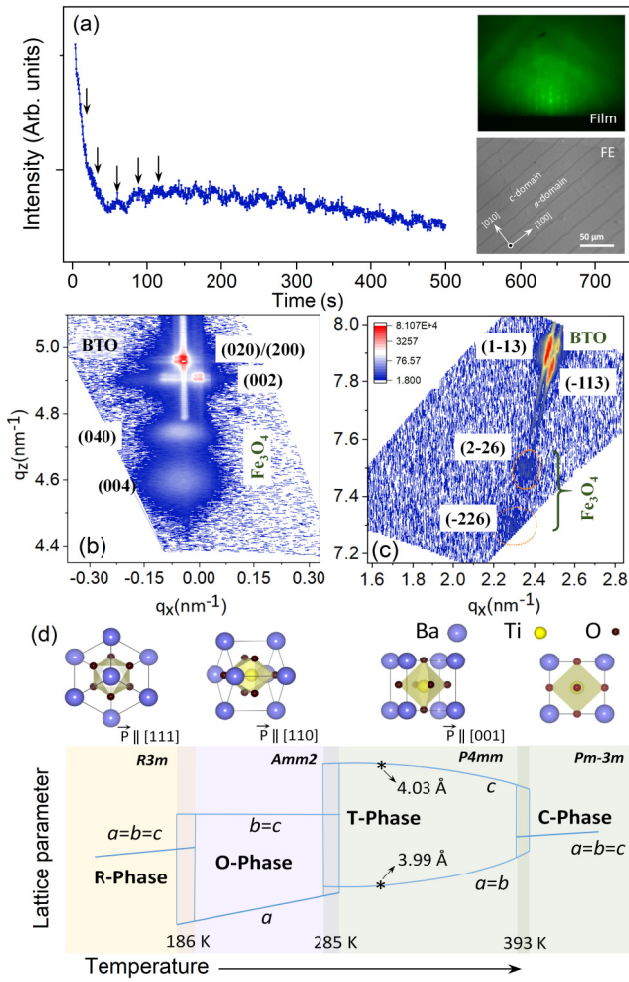 (a)
Intensity (Arb. units)
Film
FE
c-domain
a-domain
[010]
[100]
50 µm
0 100 200 300 400 500 600 700
Time (s)
BTO
(020)/(200)
(002)
(040)
(004)
Fe3O4
5.0
4.8
4.6
4.4
qz(nm-1)
(b)
-0.30 -0.15 0.00 0.15 0.30
qx(nm-1)
8.107E+4
3257
76.57
1.800
(1-13)
BTO
(-113)
(2-26)
(-226)
Fe3O4
8.0
7.8
7.6
7.4
7.2
(c)
1.6 2.0 2.2 2.4 2.6 2.8
qx(nm-1)
(d)
Ba Ti O
P || [111]
P || [110]
P || [001]
R3m Amm2 P4mm Pm-3m
4.03 Å
c
T-Phase
C-Phase
a=b=c
b=c
a=b=c
O-Phase
R-Phase
3.99 Å
a=b
a
Lattice parameter
186 K 285 K 393 K
Temperature